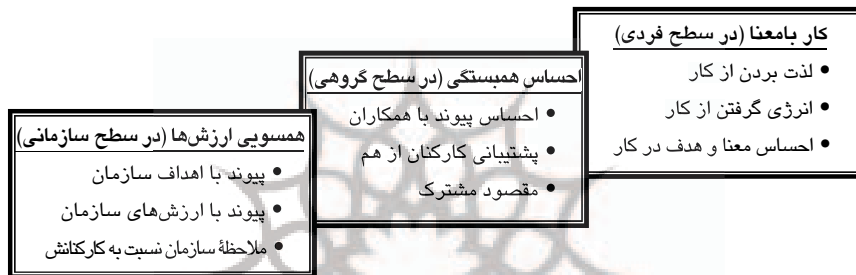 کار بامعنا (در سطح فردی)
• لذت بردن از کار
• انرژی گرفتن از کار
• احساس معنا و هدف در کار
احساس همبستگی (در سطح گروهی)
• احساس پیوند با همکاران
• پشتیبانی کارکنان از هم
• مقصود مشترک
همسویی ارزش‌ها (در سطح سازمانی)
• پیوند با اهداف سازمان
• پیوند با ارزش‌های سازمان
• ملاحظهٔ سازمان نسبت به کارکنانش